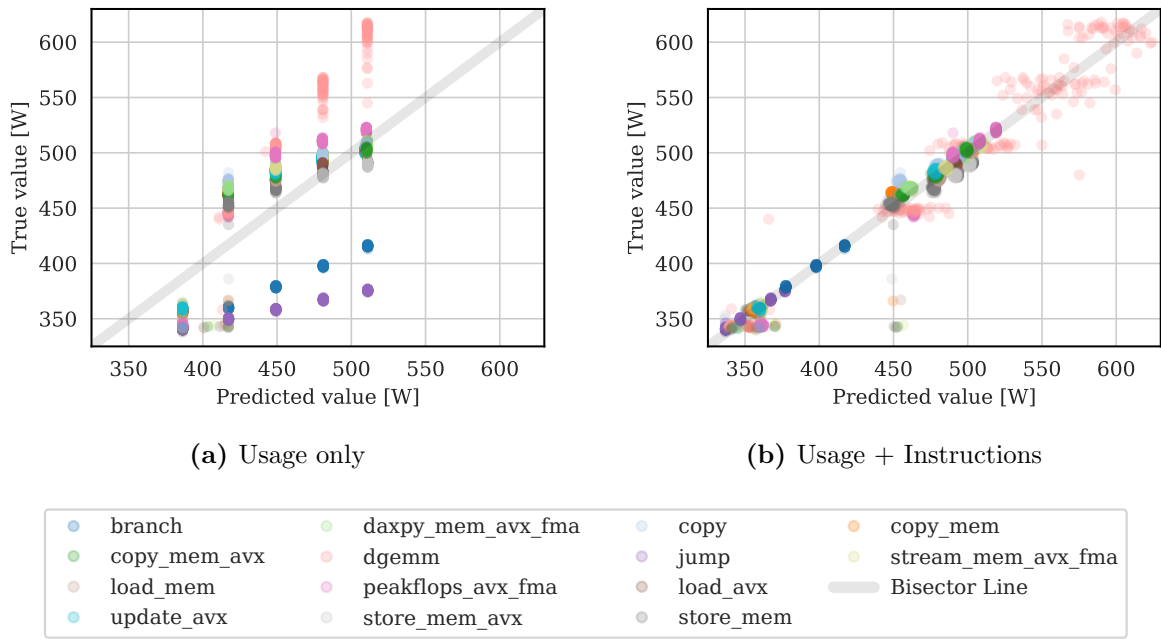 600
550
500
450
400
350
True value [W]
350 400 450 500 550 600
Predicted value [W]
(a) Usage only
600
550
500
450
400
350
True value [W]
350 400 450 500 550 600
Predicted value [W]
(b) Usage + Instructions
branch daxpy_mem_avx_fma copy copy_mem
copy_mem_avx dgemm jump stream_mem_avx_fma
load_mem peakflops_avx_fma load_avx Bisector Line
update_avx store_mem_avx store_mem